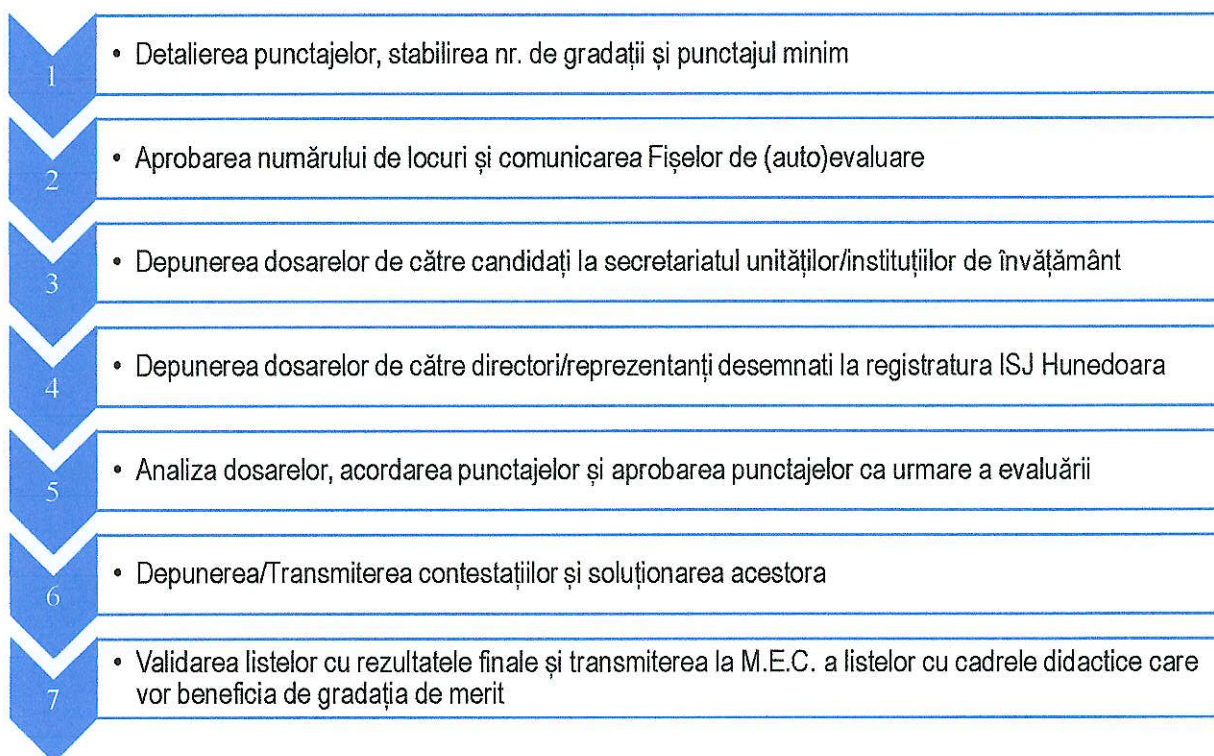 1
• Detalierea punctajelor, stabilirea nr. de gradații și punctajul minim
2
• Aprobarea numărului de locuri și comunicarea Fișelor de (auto)evaluare
3
• Depunerea dosarelor de către candidați la secretariatul unităților/instituțiilor de învățământ
4
• Depunerea dosarelor de către directori/reprezentanți desemnati la registratura ISJ Hunedoara
5
• Analiza dosarelor, acordarea punctajelor și aprobarea punctajelor ca urmare a evaluării
6
• Depunerea/Transmiterea contestațiilor și soluționarea acestora
7
• Validarea listelor cu rezultatele finale și transmiterea la M.E.C. a listelor cu cadrele didactice care
vor beneficia de gradația de merit